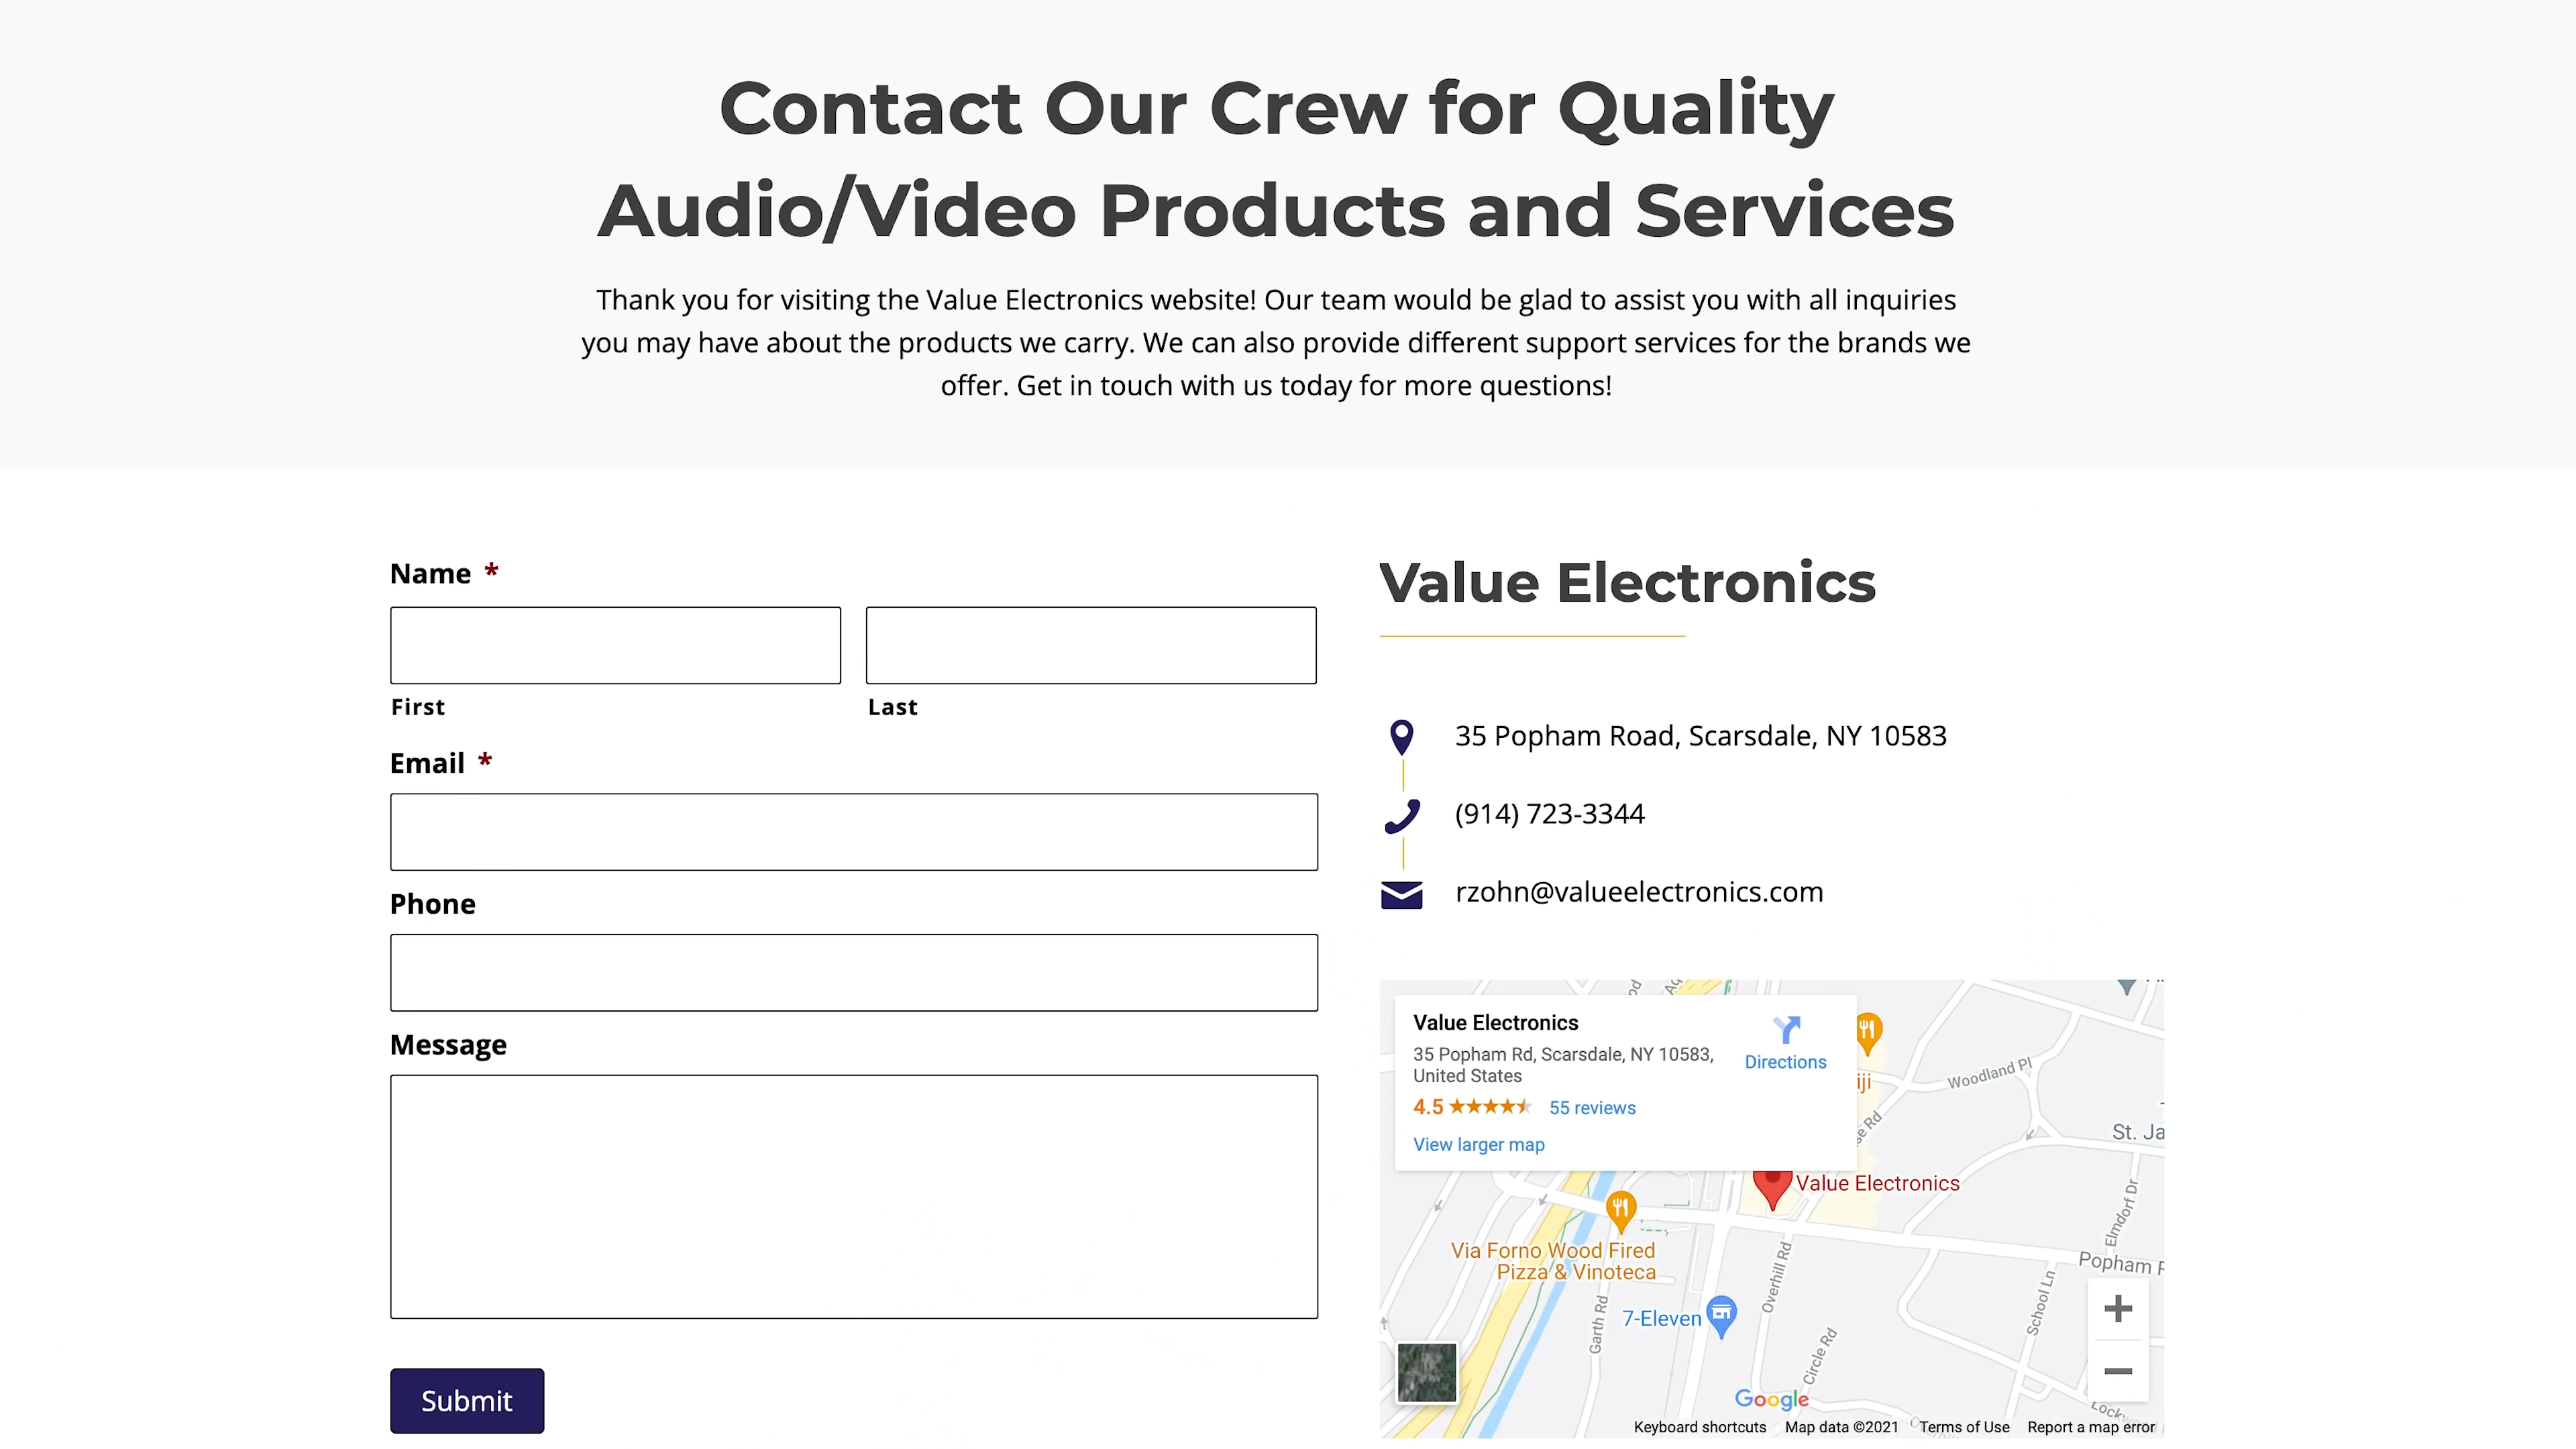 Contact Our Crew for Quality
Audio/Video Products and Services
Thank you for visiting the Value Electronics website! Our team would be glad to assist you with all inquiries
you may have about the products we carry. We can also provide different support services for the brands we
offer. Get in touch with us today for more questions!
Name *
First
Last
Email *
Phone
Message
Submit
Value Electronics
35 Popham Road, Scarsdale, NY 10583
(914) 723-3344
rzohn@valueelectronics.com
Value Electronics
35 Popham Rd, Scarsdale, NY 10583,
United States
Directions
4.5
55 reviews
View larger map
Woodland Pl
St. Ja
Value Electronics
Via Forno Wood Fired
Pizza & Vinoteca
Elmdorf Dr
Popham R
Overhill Rd
School Ln
Garth Rd
7-Eleven
Circle Rd
Google
Keyboard shortcuts
Map data ©2021
Terms of Use
Report a map error